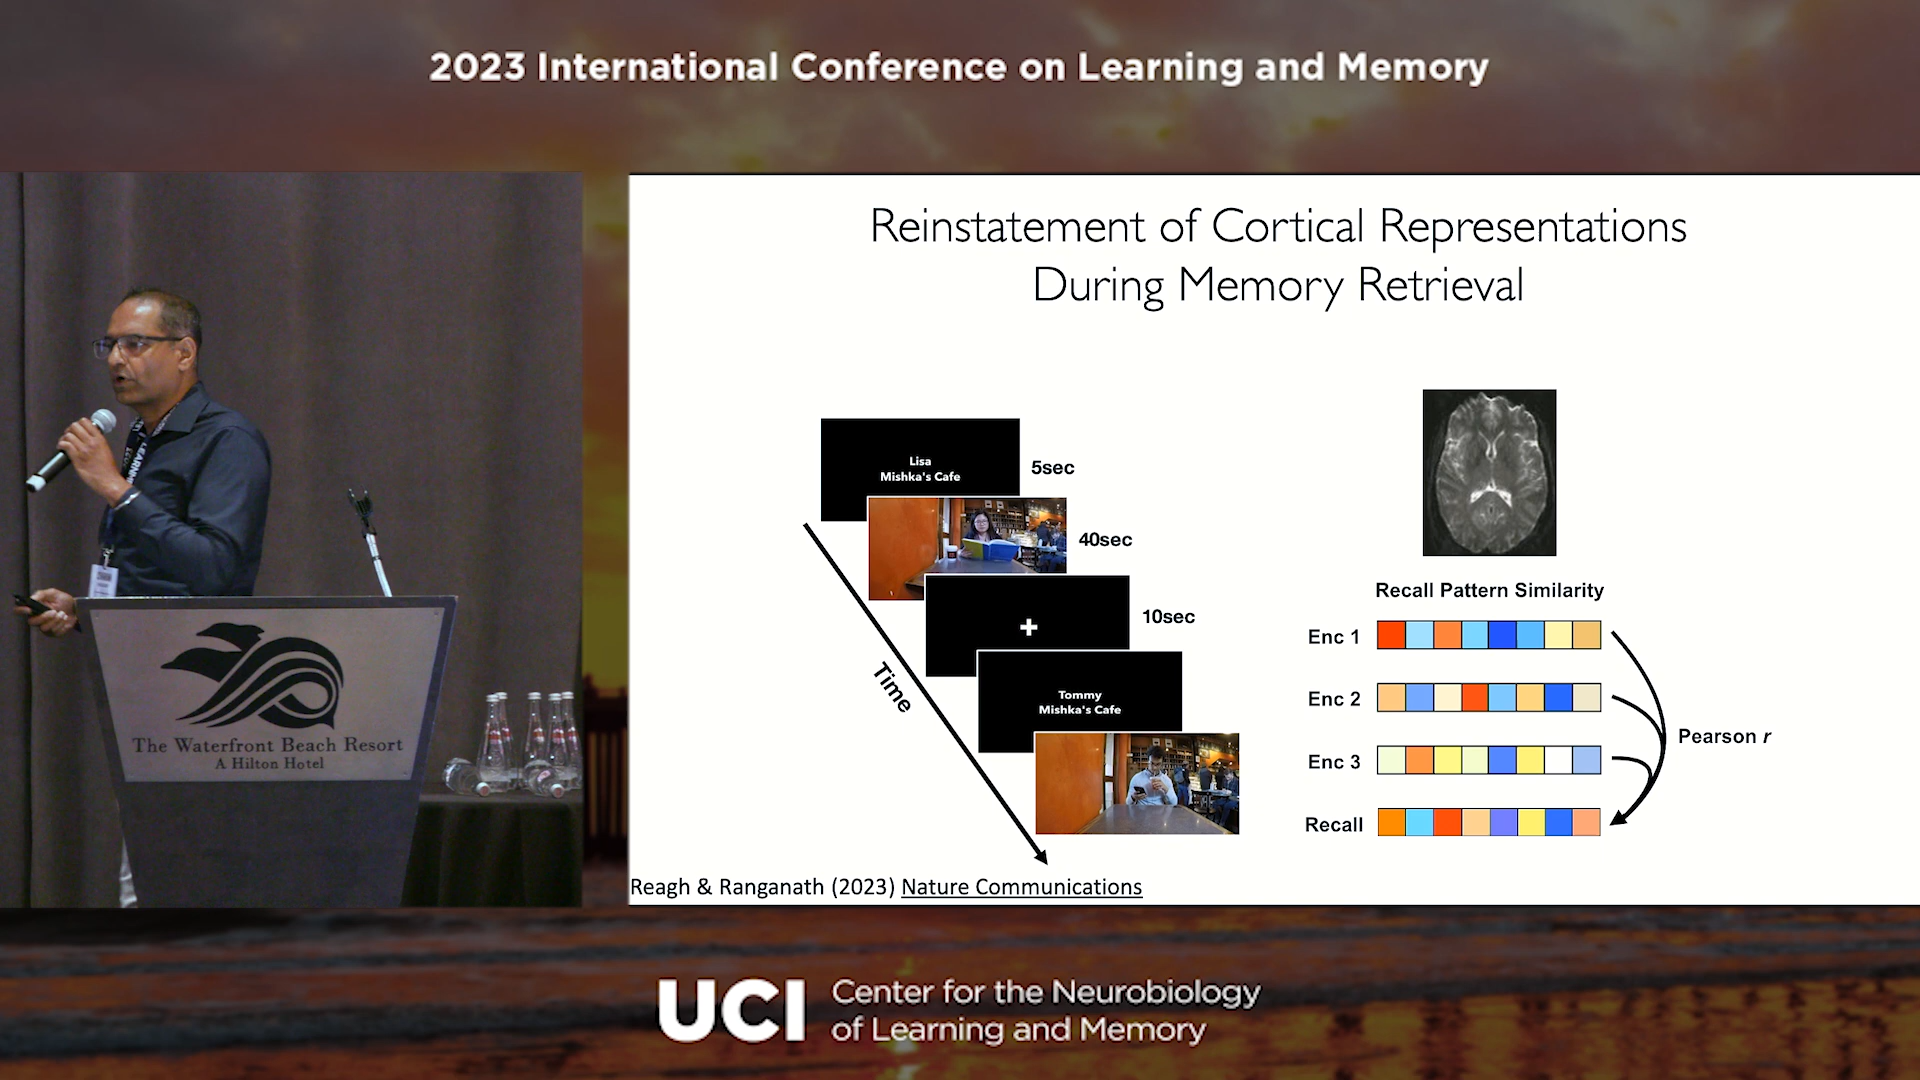 2023 International Conference on Learning and Memory
Reinstatement of Cortical Representations
During Memory Retrieval
Lisa
Mishka's Cafe
5sec
40sec
+
10sec
Tommy
Mishka's Cafe
Time
Recall Pattern Similarity
Enc 1
Enc 2
Enc 3
Recall
Pearson r
Reagh & Ranganath (2023) Nature Communications
The Waterfront Beach Resort
A Hilton Hotel
UCI
Center for the Neurobiology
of Learning and Memory